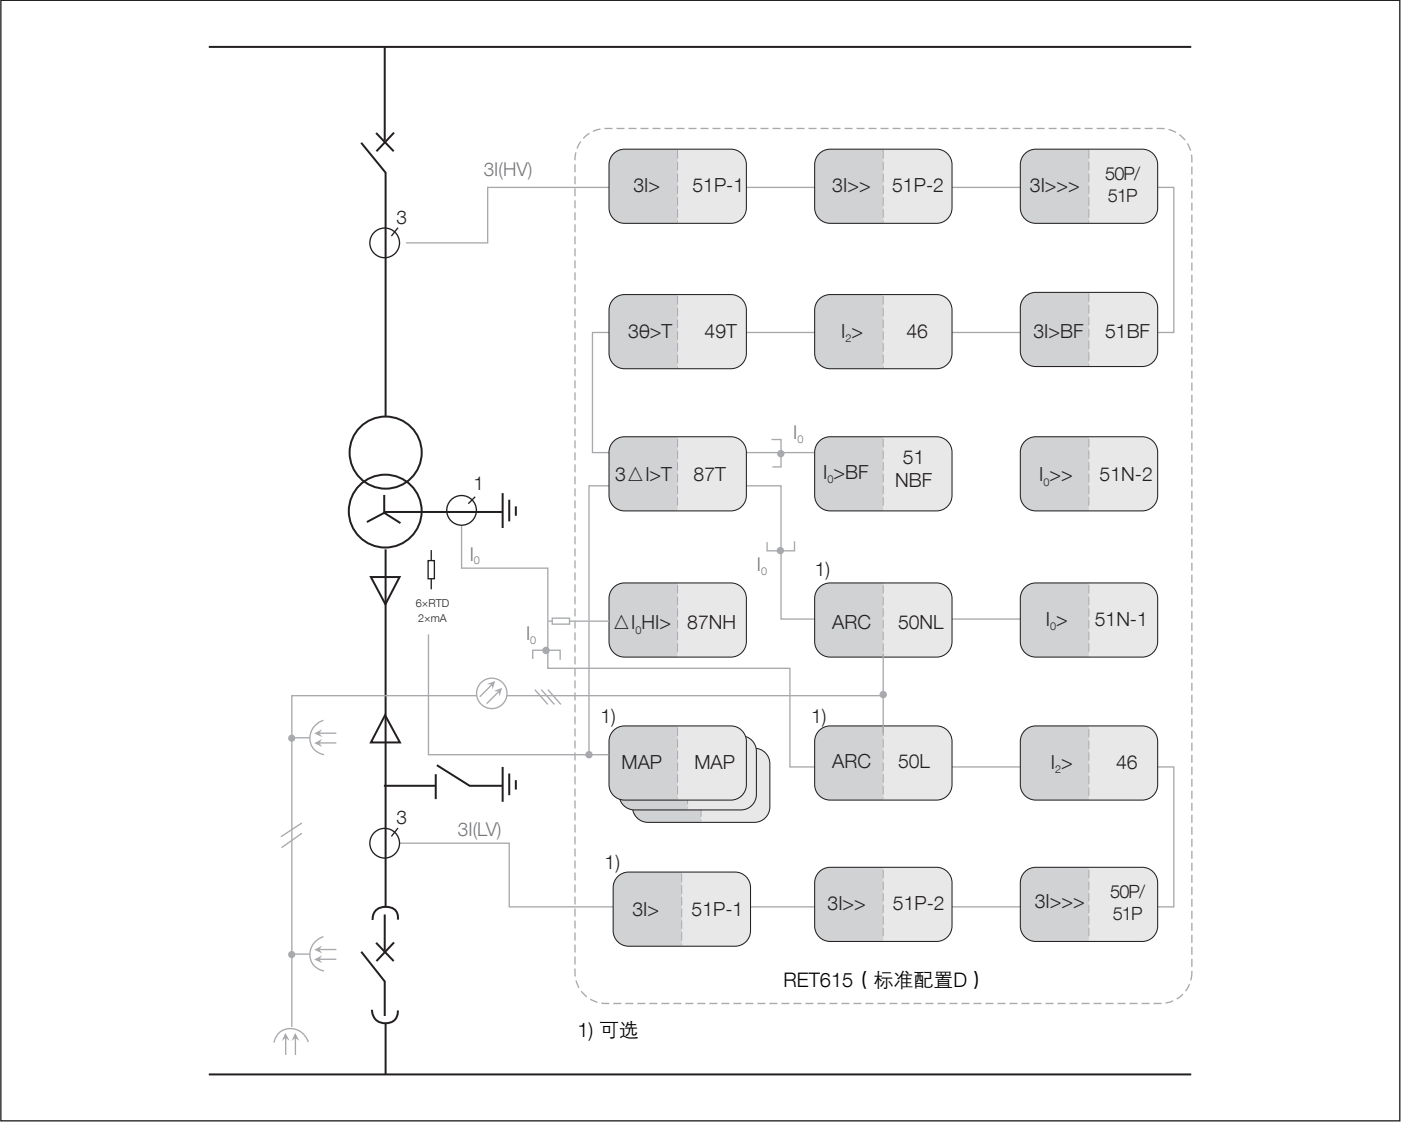 3I(HV)
3
3I>
51P-1
3I>>
51P-2
3I>>>
50P/
51P
3θ>T
49T
I₂>
46
3I>BF
51BF
I₀
3△I>T
87T
I₀>BF
51
NBF
I₀>>
51N-2
1
I₀
I₀
6×RTD
2×mA
I₀
△I₀HI>
87NH
1)
ARC
50NL
I₀>
51N-1
1)
MAP
MAP
1)
ARC
50L
I₂>
46
3
3I(LV)
1)
3I>
51P-1
3I>>
51P-2
3I>>>
50P/
51P
RET615（标准配置D）
1) 可选